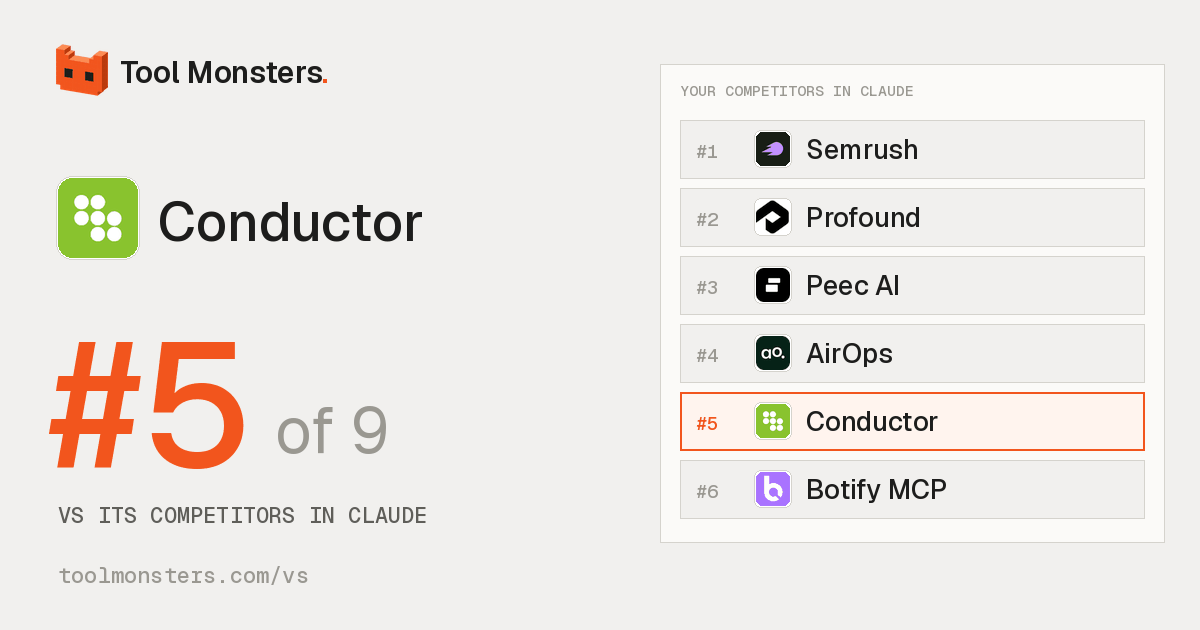 Tool Monsters.
Conductor
#5 of 9
VS ITS COMPETITORS IN CLAUDE
toolmonsters.com/vs
YOUR COMPETITORS IN CLAUDE
#1 Semrush
#2 Profound
#3 Peec AI
#4 ao. AirOps
#5 Conductor
#6 b Botify MCP